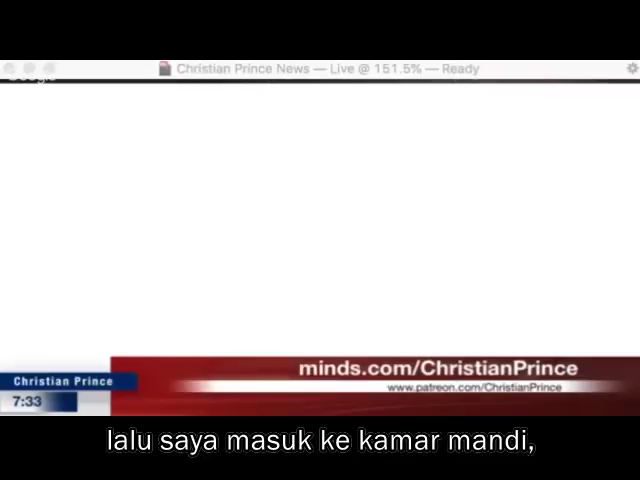 Christian Prince News — Live @ 151.5% — Ready
minds.com/ChristianPrince
Christian Prince
www.patreon.com/ChristianPrince
7:33
lalu saya masuk ke kamar mandi,